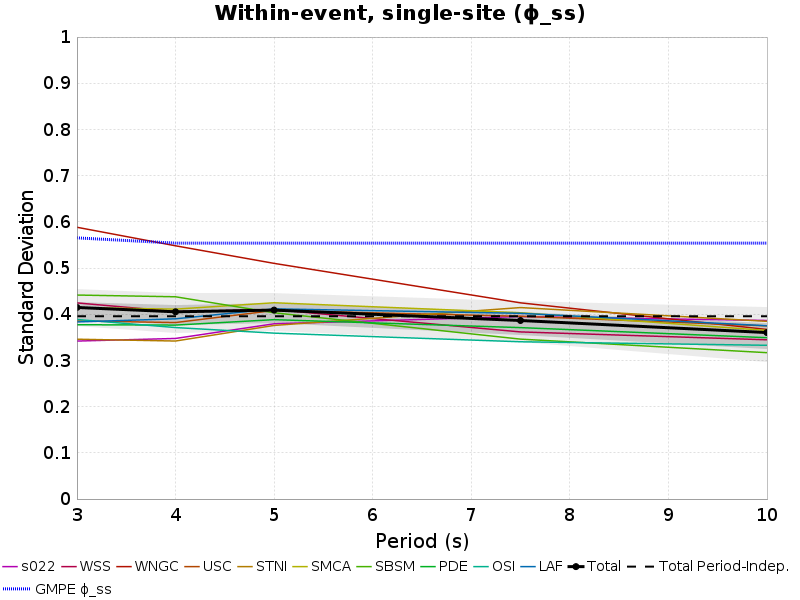 Within-event, single-site (ϕ_ss)
1
0.9
0.8
0.7
0.6
0.5
0.4
0.3
0.2
0.1
0
Standard Deviation
3 4 5 6 7 8 9 10
Period (s)
s022 WSS WNGC USC STNI SMCA SBSM PDE OSI LAF Total Total Period-Indep.
GMPE ϕ_ss